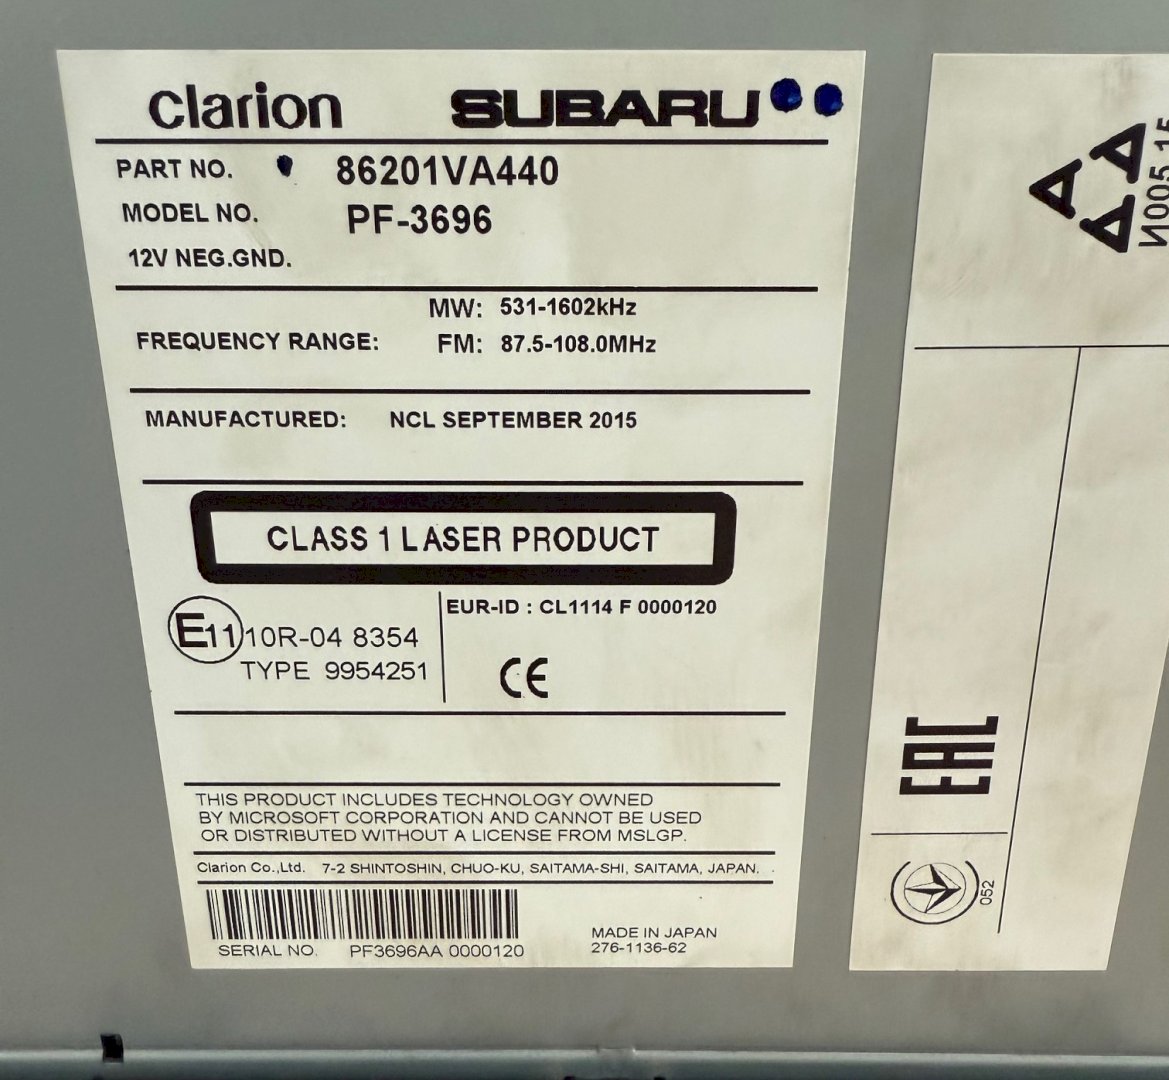 clarion SUBARU
PART NO. 86201VA440
MODEL NO. PF-3696
12V NEG.GND.
MW: 531-1602kHz
FREQUENCY RANGE: FM: 87.5-108.0MHz
MANUFACTURED: NCL SEPTEMBER 2015
CLASS 1 LASER PRODUCT
E11 10R-04 8354
TYPE 9954251
EUR-ID : CL1114 F 0000120
CE
THIS PRODUCT INCLUDES TECHNOLOGY OWNED
BY MICROSOFT CORPORATION AND CANNOT BE USED
OR DISTRIBUTED WITHOUT A LICENSE FROM MSLGP.
Clarion Co.,Ltd. 7-2 SHINTOSHIN, CHUO-KU, SAITAMA-SHI, SAITAMA, JAPAN.
SERIAL NO. PF3696AA 0000120
MADE IN JAPAN
276-1136-62
И005 15
EAC
052